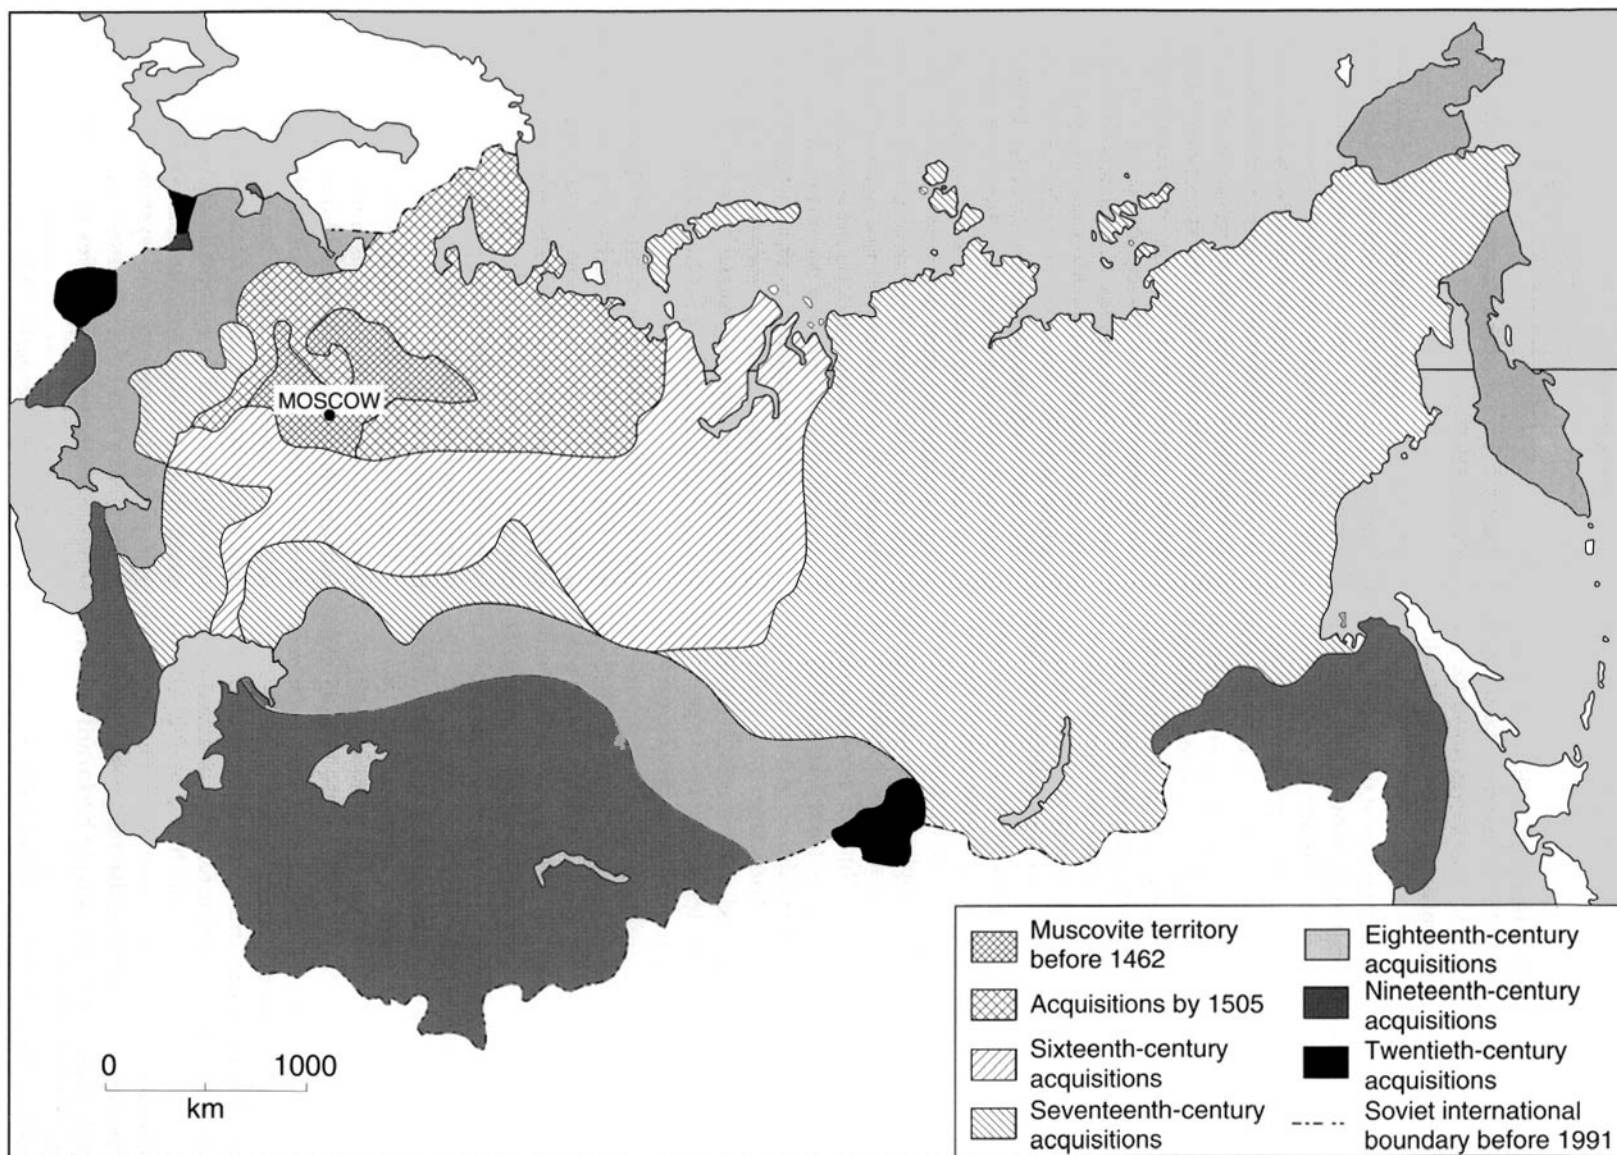 MOSCOW
0 1000
km
Muscovite territory
before 1462
Acquisitions by 1505
Sixteenth-century
acquisitions
Seventeenth-century
acquisitions
Eighteenth-century
acquisitions
Nineteenth-century
acquisitions
Twentieth-century
acquisitions
Soviet international
boundary before 1991